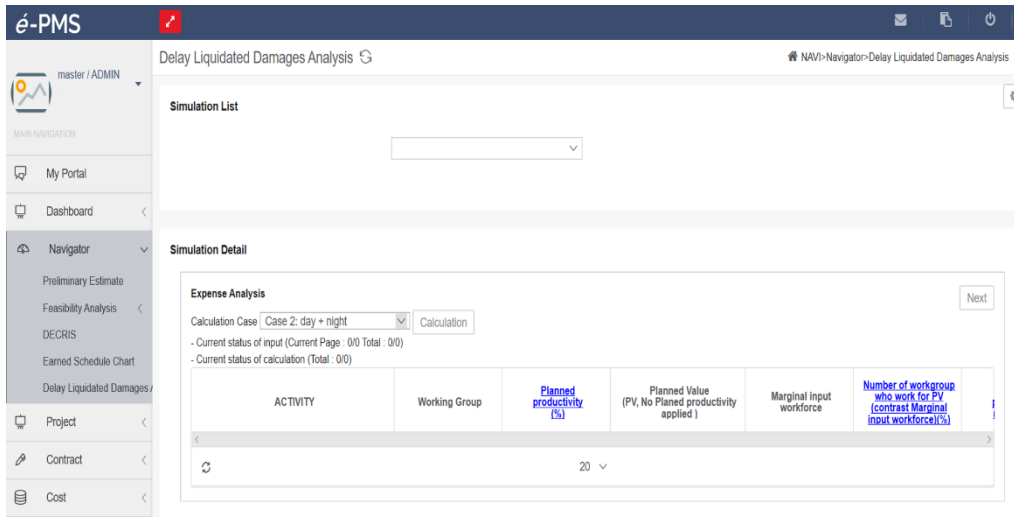 é-PMS
Delay Liquidated Damages Analysis
NAVI>Navigator>Delay Liquidated Damages Analysis
master / ADMIN
MAIN NAVIGATION
My Portal
Dashboard
Navigator
Preliminary Estimate
Feasibility Analysis
DECRIS
Earned Schedule Chart
Delay Liquidated Damages
Project
Contract
Cost
Simulation List
Simulation Detail
Expense Analysis
Next
Calculation Case Case 2: day + night Calculation
- Current status of input (Current Page : 0/0 Total : 0/0)
- Current status of calculation (Total : 0/0)
ACTIVITY
Working Group
Planned
productivity
(%)
Planned Value
(PV, No Planed productivity
applied )
Marginal input
workforce
Number of workgroup
who work for PV
(contrast Marginal
input workforce)(%)
20